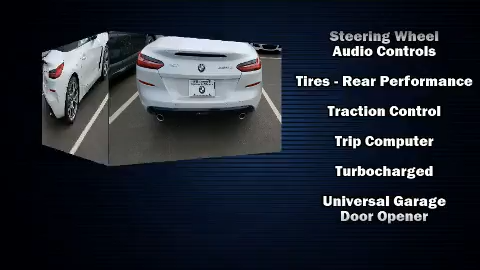 Steering Wheel
Audio Controls
Tires - Rear Performance
Traction Control
Trip Computer
Turbocharged
Universal Garage
Door Opener